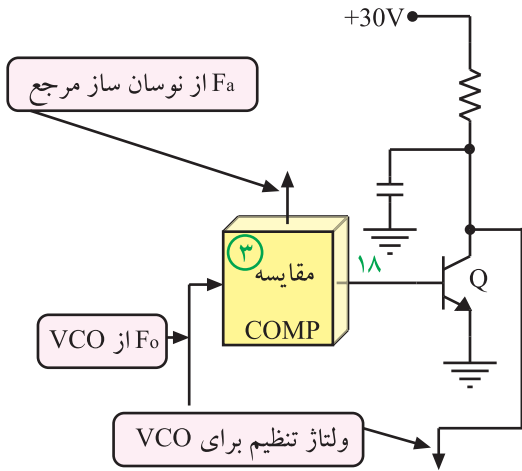 +30V
Fa از نوسان ساز مرجع
۳
مقایسه
COMP
۱۸
Q
Fo از VCO
ولتاژ تنظیم برای VCO